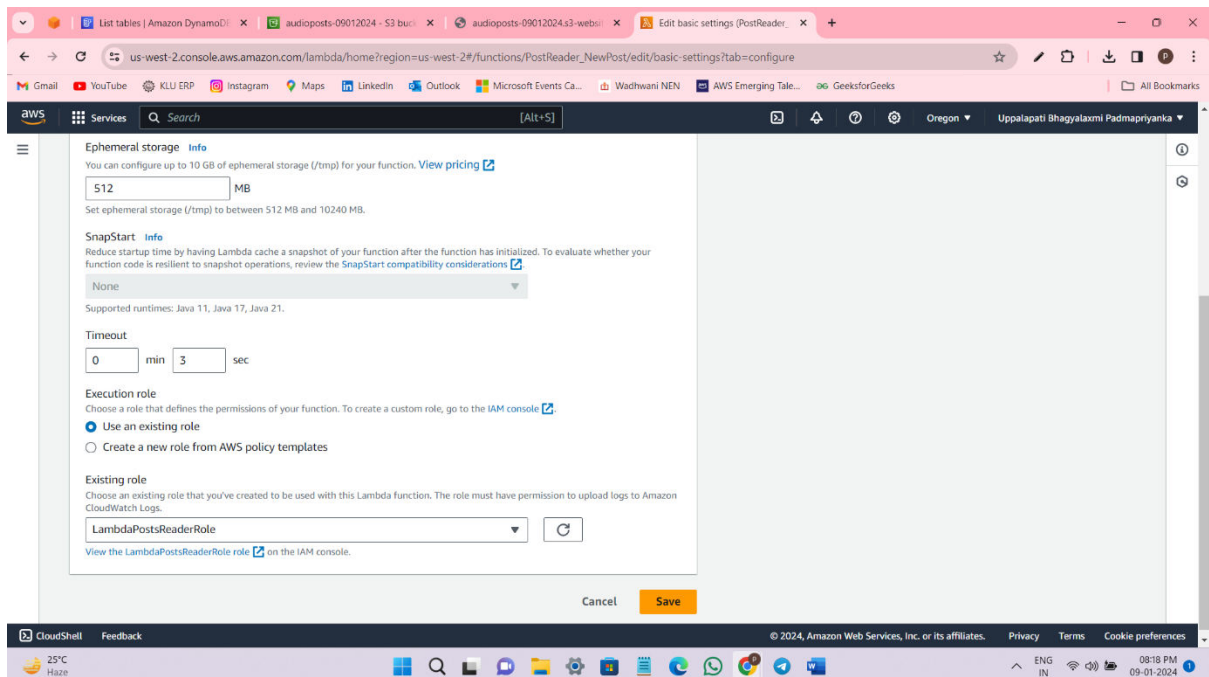 List tables | Amazon DynamoDB
audioposts-09012024 - S3 buck
audioposts-09012024.s3-websit
Edit basic settings (PostReader_
us-west-2.console.aws.amazon.com/lambda/home?region=us-west-2#/functions/PostReader_NewPost/edit/basic-settings?tab=configure
P
Gmail YouTube KLU ERP Instagram Maps LinkedIn Outlook Microsoft Events Ca... Wadhwani NEN AWS Emerging Tale... GeeksforGeeks All Bookmarks
aws Services Search [Alt+S] Oregon Uppalapati Bhagyalaxmi Padmapriyanka
Ephemeral storage Info
You can configure up to 10 GB of ephemeral storage (/tmp) for your function. View pricing
512 MB
Set ephemeral storage (/tmp) to between 512 MB and 10240 MB.
SnapStart Info
Reduce startup time by having Lambda cache a snapshot of your function after the function has initialized. To evaluate whether your
function code is resilient to snapshot operations, review the SnapStart compatibility considerations.
None
Supported runtimes: Java 11, Java 17, Java 21.
Timeout
0 min 3 sec
Execution role
Choose a role that defines the permissions of your function. To create a custom role, go to the IAM console.
Use an existing role
Create a new role from AWS policy templates
Existing role
Choose an existing role that you've created to be used with this Lambda function. The role must have permission to upload logs to Amazon
CloudWatch Logs.
LambdaPostsReaderRole
View the LambdaPostsReaderRole role on the IAM console.
Cancel Save
CloudShell Feedback © 2024, Amazon Web Services, Inc. or its affiliates. Privacy Terms Cookie preferences
25°C
Haze
ENG
IN
08:18 PM
09-01-2024
1